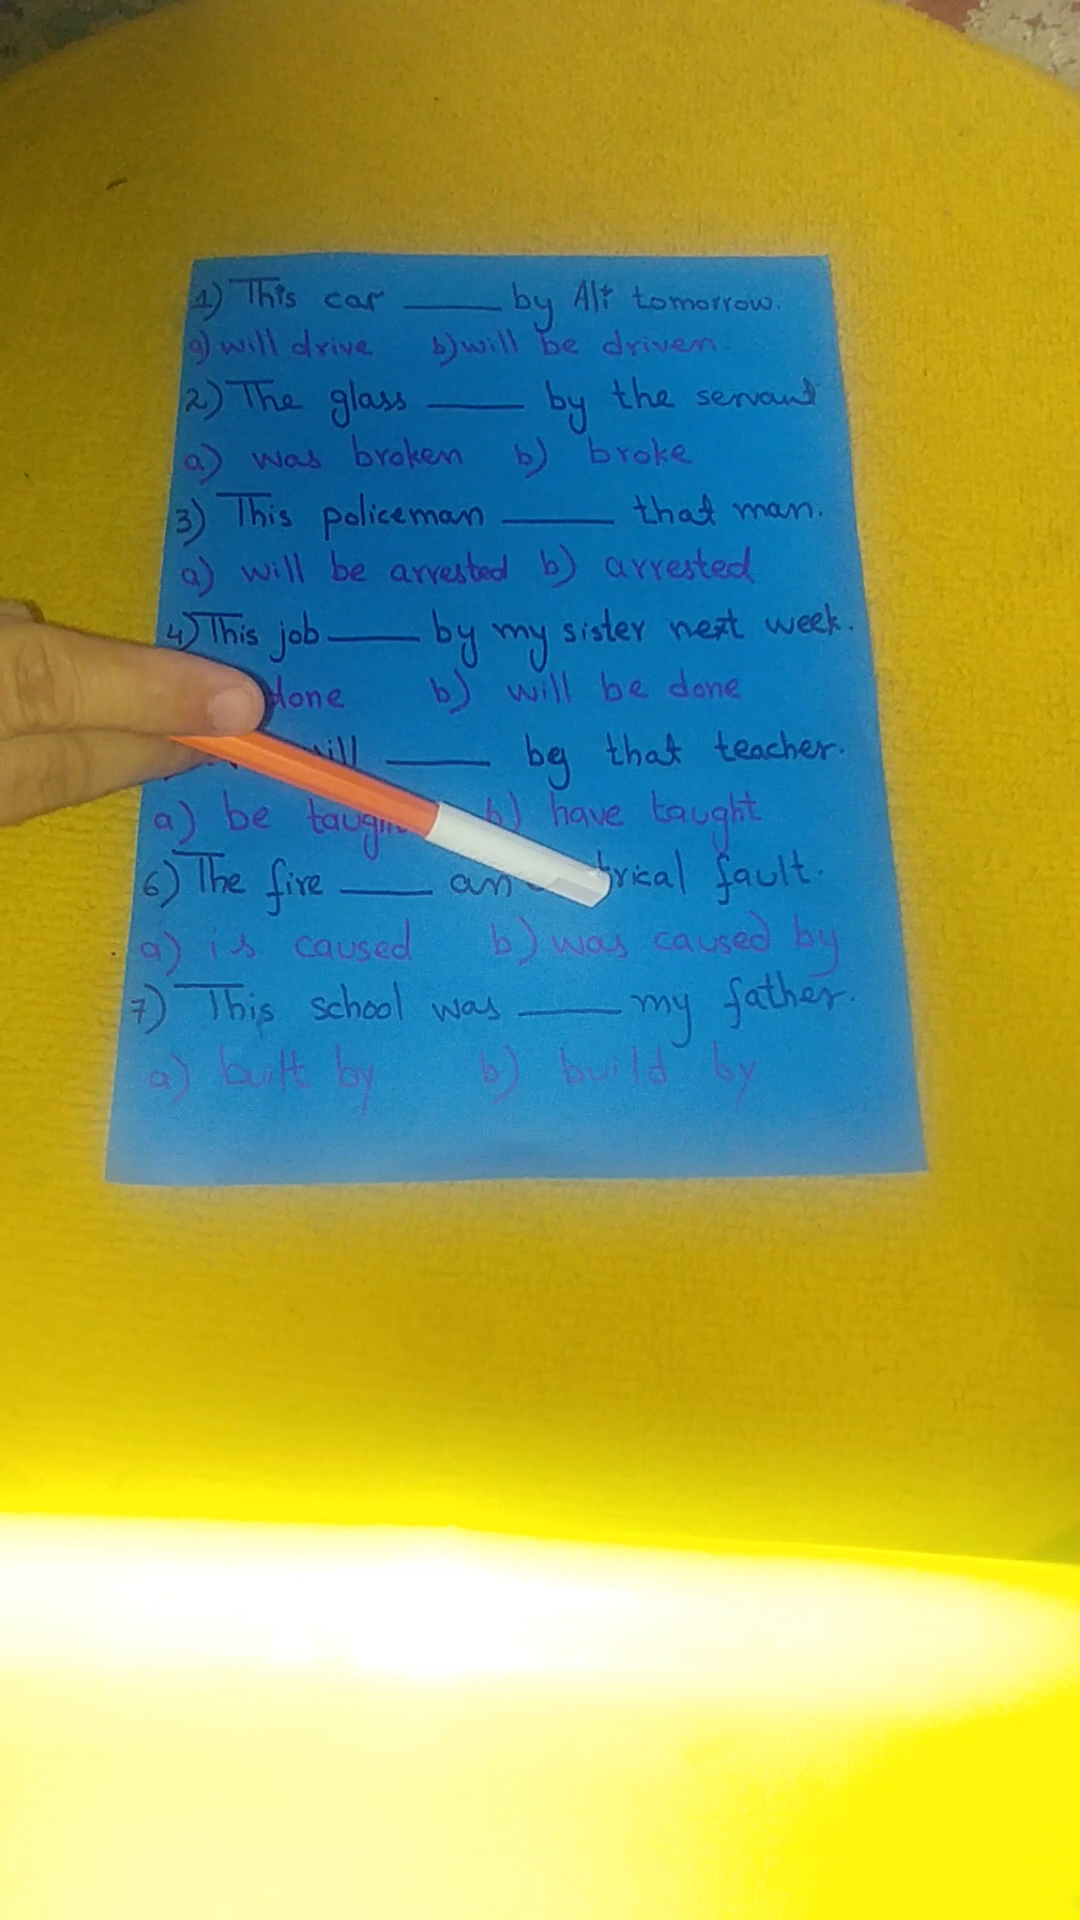 1) This car ____ by Ali tomorrow.
a) will drive b) will be driven.
2) The glass ____ by the servant
a) was broken b) broke
3) This policeman ____ that man.
a) will be arrested b) arrested
4) This job ____ by my sister next week.
done b) will be done
____ by that teacher.
a) be b) have taught
6) The fire ____ an fault.
a) is caused b) was caused by
7) This school was ____ my father.
a) built by b) build by